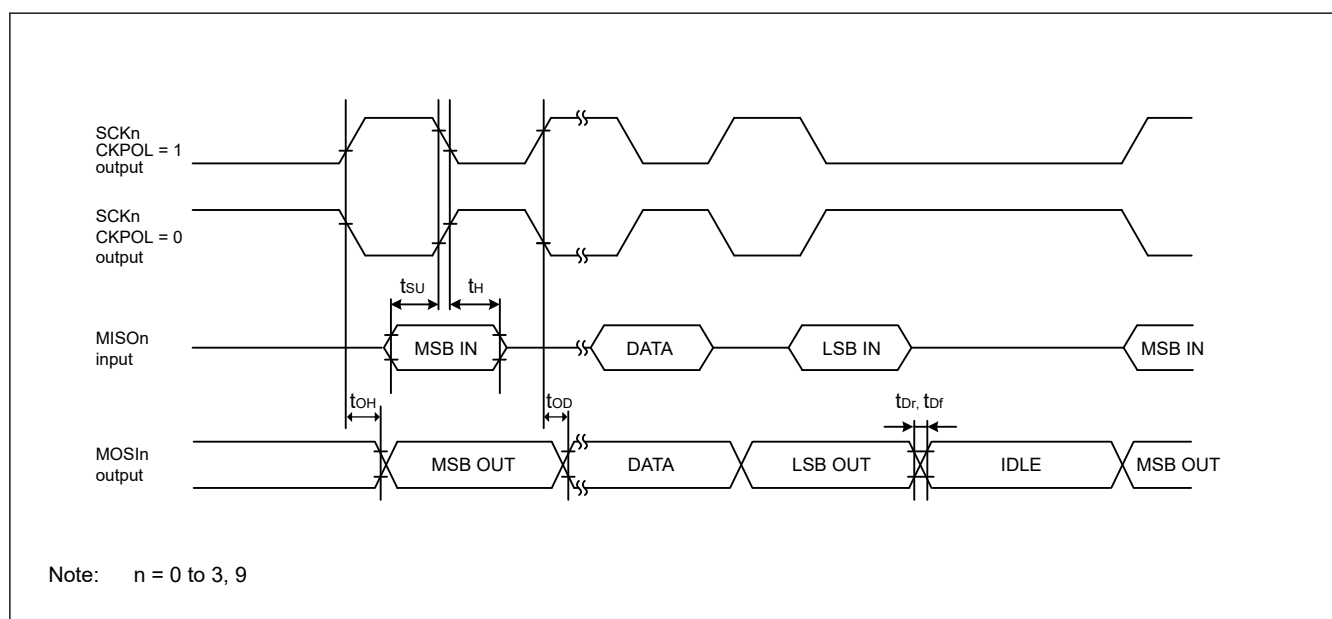 SCKn
CKPOL = 1
output
SCKn
CKPOL = 0
output
tSU
tH
MISOn
input
MSB IN
DATA
LSB IN
MSB IN
tOH
tOD
tDr, tDf
MOSIn
output
MSB OUT
DATA
LSB OUT
IDLE
MSB OUT
Note: n = 0 to 3, 9